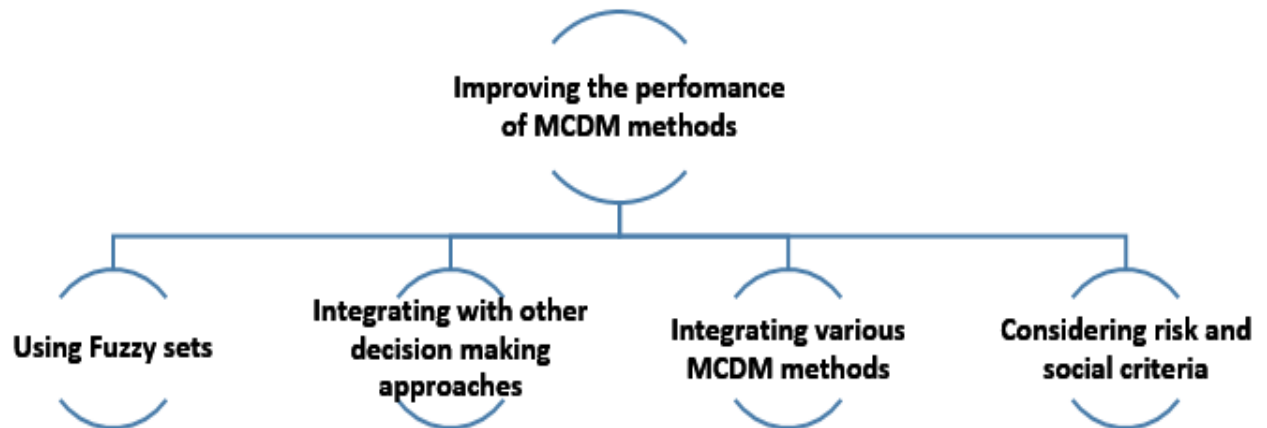 Improving the perfomance
of MCDM methods
Using Fuzzy sets
Integrating with other
decision making
approaches
Integrating various
MCDM methods
Considering risk and
social criteria